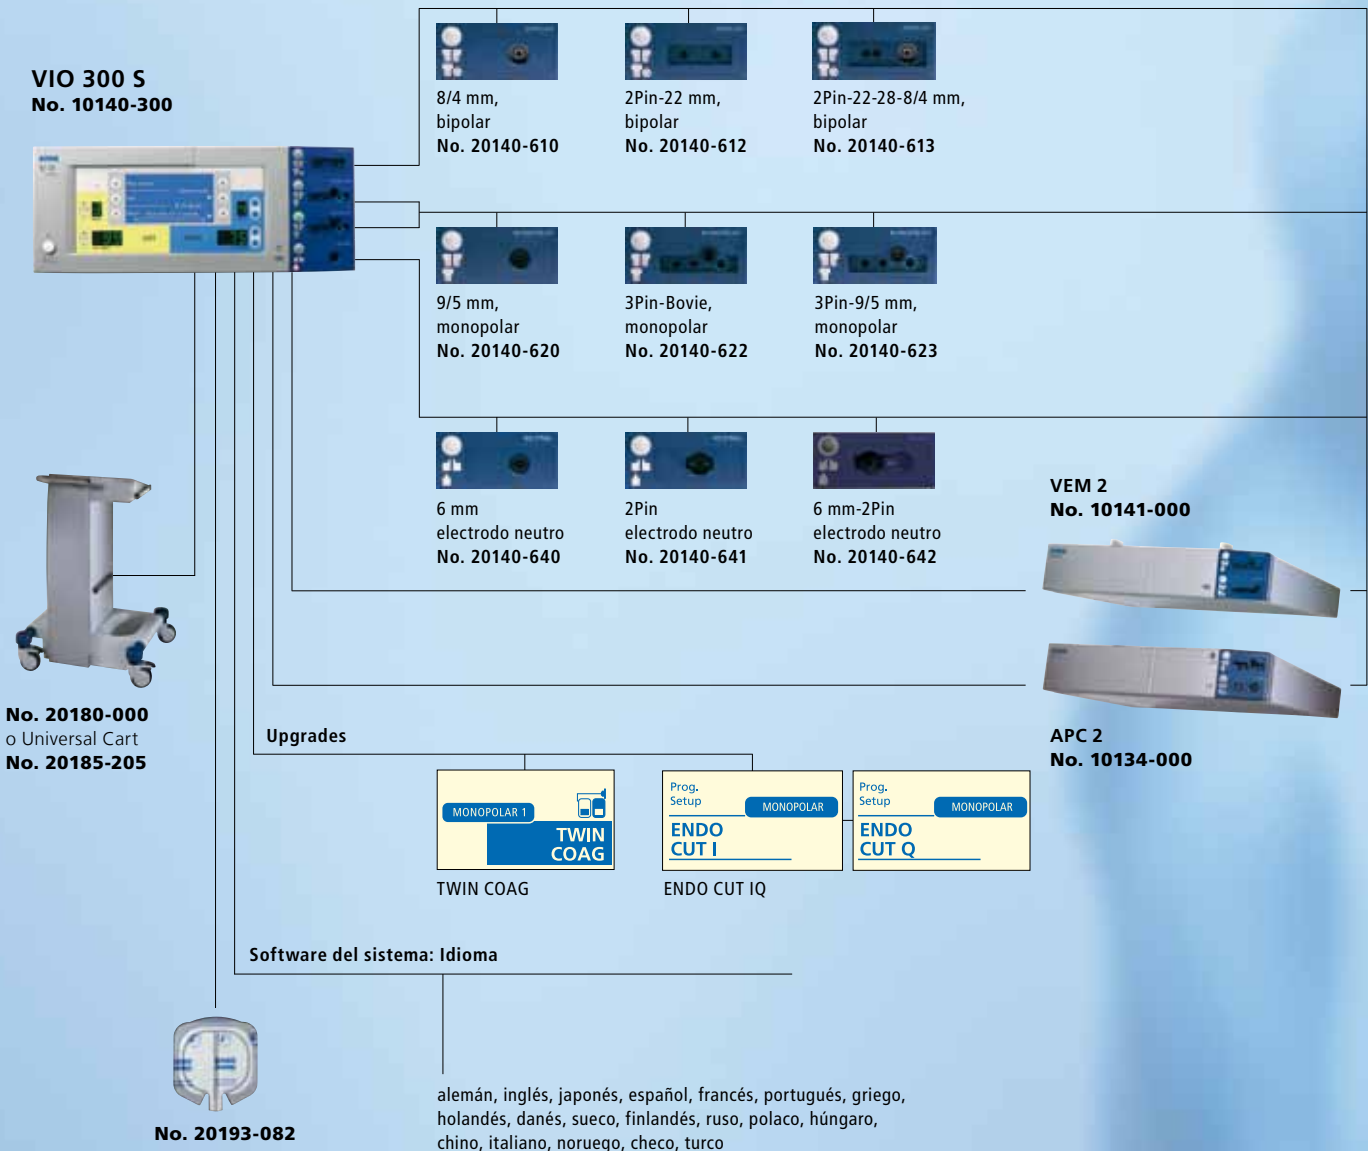 VIO 300 S
No. 10140-300
8/4 mm,
bipolar
No. 20140-610
2Pin-22 mm,
bipolar
No. 20140-612
2Pin-22-28-8/4 mm,
bipolar
No. 20140-613
9/5 mm,
monopolar
No. 20140-620
3Pin-Bovie,
monopolar
No. 20140-622
3Pin-9/5 mm,
monopolar
No. 20140-623
6 mm
electrodo neutro
No. 20140-640
2Pin
electrodo neutro
No. 20140-641
6 mm-2Pin
electrodo neutro
No. 20140-642
VEM 2
No. 10141-000
APC 2
No. 10134-000
No. 20180-000
o Universal Cart
No. 20185-205
Upgrades
MONOPOLAR 1
TWIN
COAG
TWIN COAG
Prog.
Setup
MONOPOLAR
ENDO
CUT I
Prog.
Setup
MONOPOLAR
ENDO
CUT Q
ENDO CUT IQ
Software del sistema: Idioma
alemán, inglés, japonés, español, francés, portugués, griego,
holandés, danés, sueco, finlandés, ruso, polaco, húngaro,
chino, italiano, noruego, checo, turco
No. 20193-082